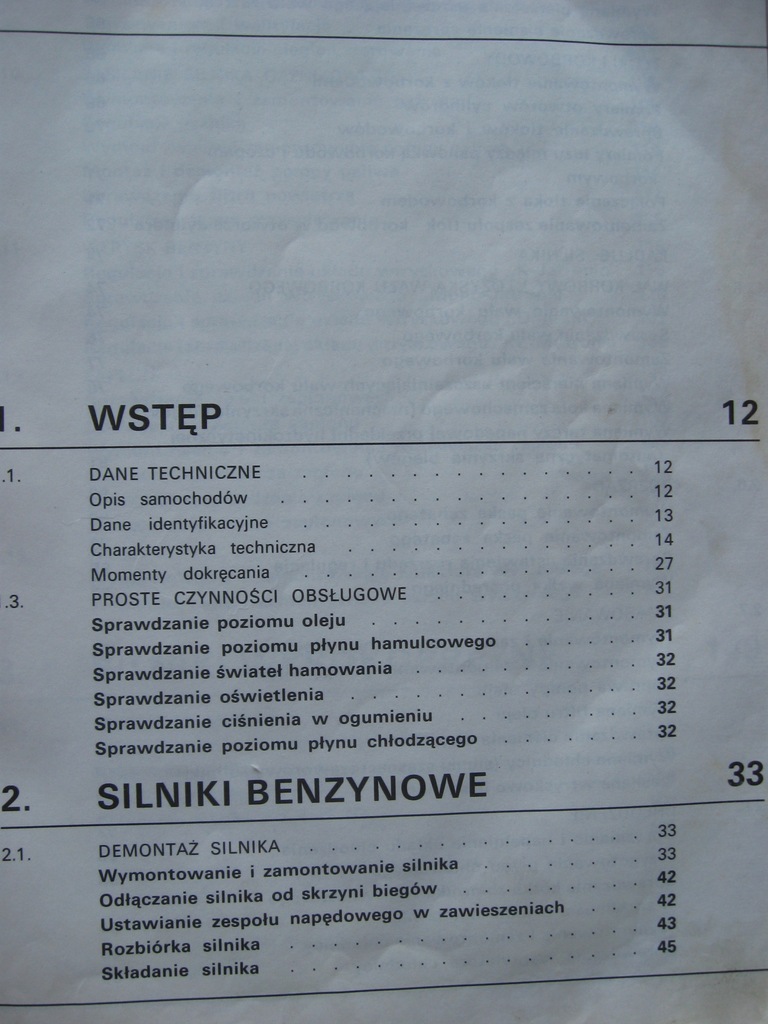 1. WSTĘP 12
.1. DANE TECHNICZNE . . . . . . . . . . . . . . . . 12
Opis samochodów . . . . . . . . . . . . . . . . 12
Dane identyfikacyjne . . . . . . . . . . . . . . . 13
Charakterystyka techniczna . . . . . . . . . . . . . 14
Momenty dokręcania . . . . . . . . . . . . . . . 27
.3. PROSTE CZYNNOŚCI OBSŁUGOWE . . . . . . . . . . 31
Sprawdzanie poziomu oleju . . . . . . . . . . . . 31
Sprawdzanie poziomu płynu hamulcowego . . . . . . 31
Sprawdzanie świateł hamowania . . . . . . . . . . 32
Sprawdzanie oświetlenia . . . . . . . . . . . . . 32
Sprawdzanie ciśnienia w ogumieniu . . . . . . . . 32
Sprawdzanie poziomu płynu chłodzącego . . . . . . 32
2. SILNIKI BENZYNOWE 33
2.1. DEMONTAŻ SILNIKA . . . . . . . . . . . . . . . 33
Wymontowanie i zamontowanie silnika . . . . . . . 33
Odłączanie silnika od skrzyni biegów . . . . . . . . 42
Ustawianie zespołu napędowego w zawieszeniach . . . 42
Rozbiórka silnika . . . . . . . . . . . . . . . . 43
Składanie silnika . . . . . . . . . . . . . . . . 45